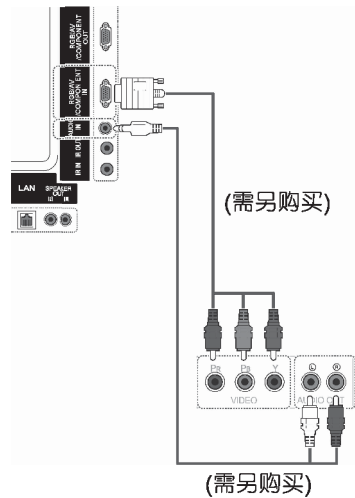 RGB/AV
/COMPONENT
OUT
RGB/AV
/COMPONENT
IN
AUDIO
IN
IR OUT
IR IN
LAN
SPEAKER
OUT
(需另购买)
PR
PB
Y
VIDEO
L
R
AUDIO OUT
(需另购买)